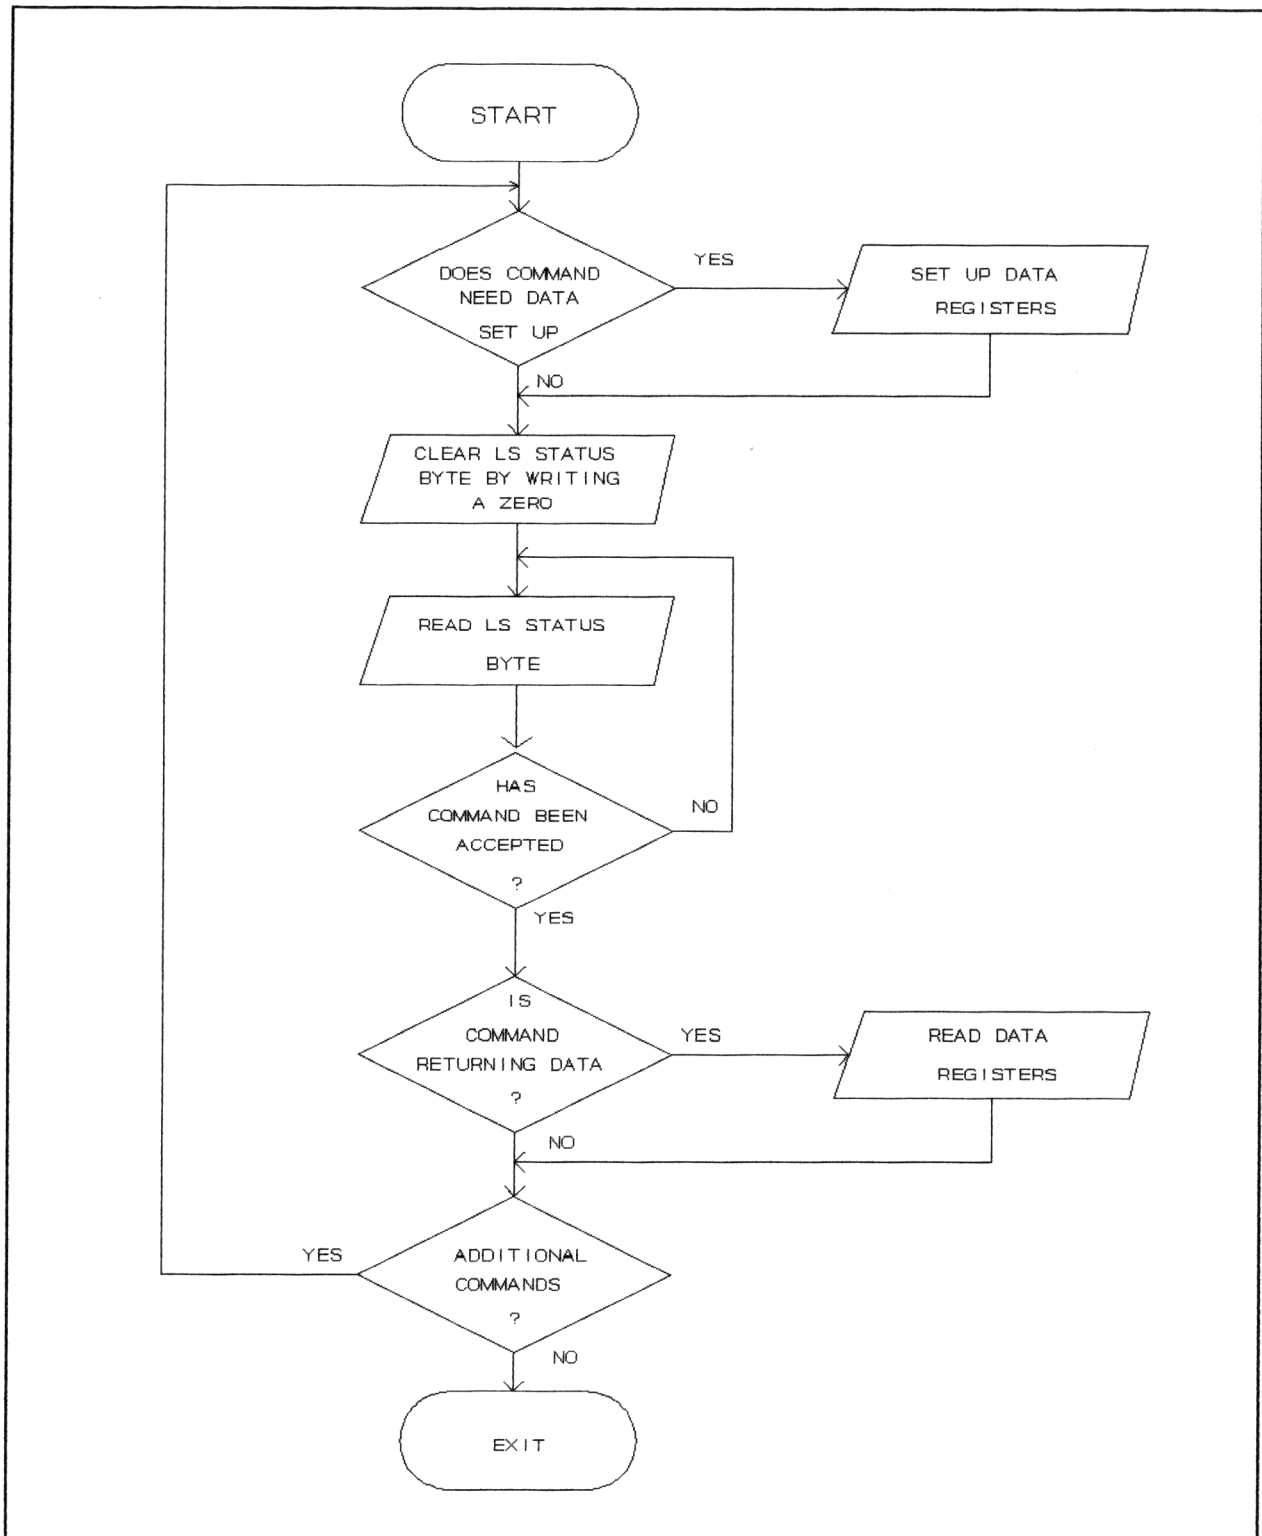 START
DOES COMMAND
NEED DATA
SET UP
YES
SET UP DATA
REGISTERS
NO
CLEAR LS STATUS
BYTE BY WRITING
A ZERO
READ LS STATUS
BYTE
HAS
COMMAND BEEN
ACCEPTED
?
NO
YES
IS
COMMAND
RETURNING DATA
?
YES
READ DATA
REGISTERS
NO
YES
ADDITIONAL
COMMANDS
?
NO
EXIT